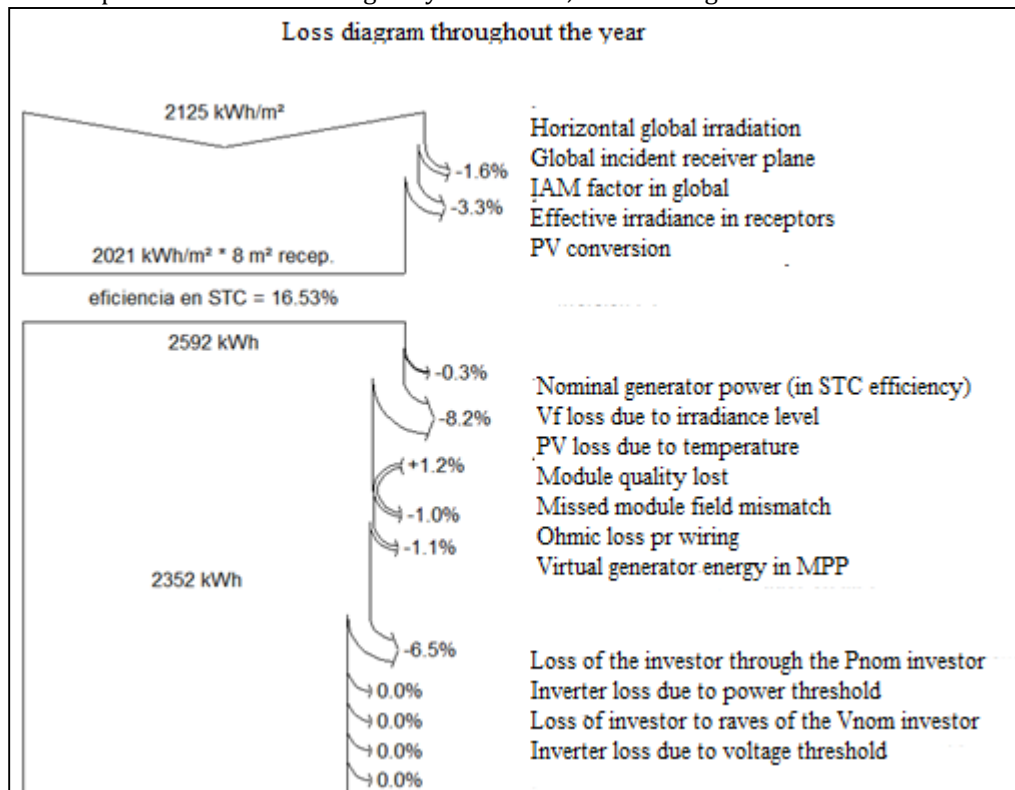 Loss diagram throughout the year
2125 kWh/m²
Horizontal global irradiation
Global incident receiver plane
-1.6%
IAM factor in global
-3.3%
Effective irradiance in receptors
2021 kWh/m² * 8 m² recep.
PV conversion
eficiencia en STC = 16.53%
2592 kWh
-0.3%
Nominal generator power (in STC efficiency)
-8.2%
Vf loss due to irradiance level
PV loss due to temperature
+1.2%
Module quality lost
-1.0%
Missed module field mismatch
-1.1%
Ohmic loss pr wiring
2352 kWh
Virtual generator energy in MPP
-6.5%
Loss of the investor through the Pnom investor
0.0%
Inverter loss due to power threshold
0.0%
Loss of investor to raves of the Vnom investor
0.0%
Inverter loss due to voltage threshold
0.0%